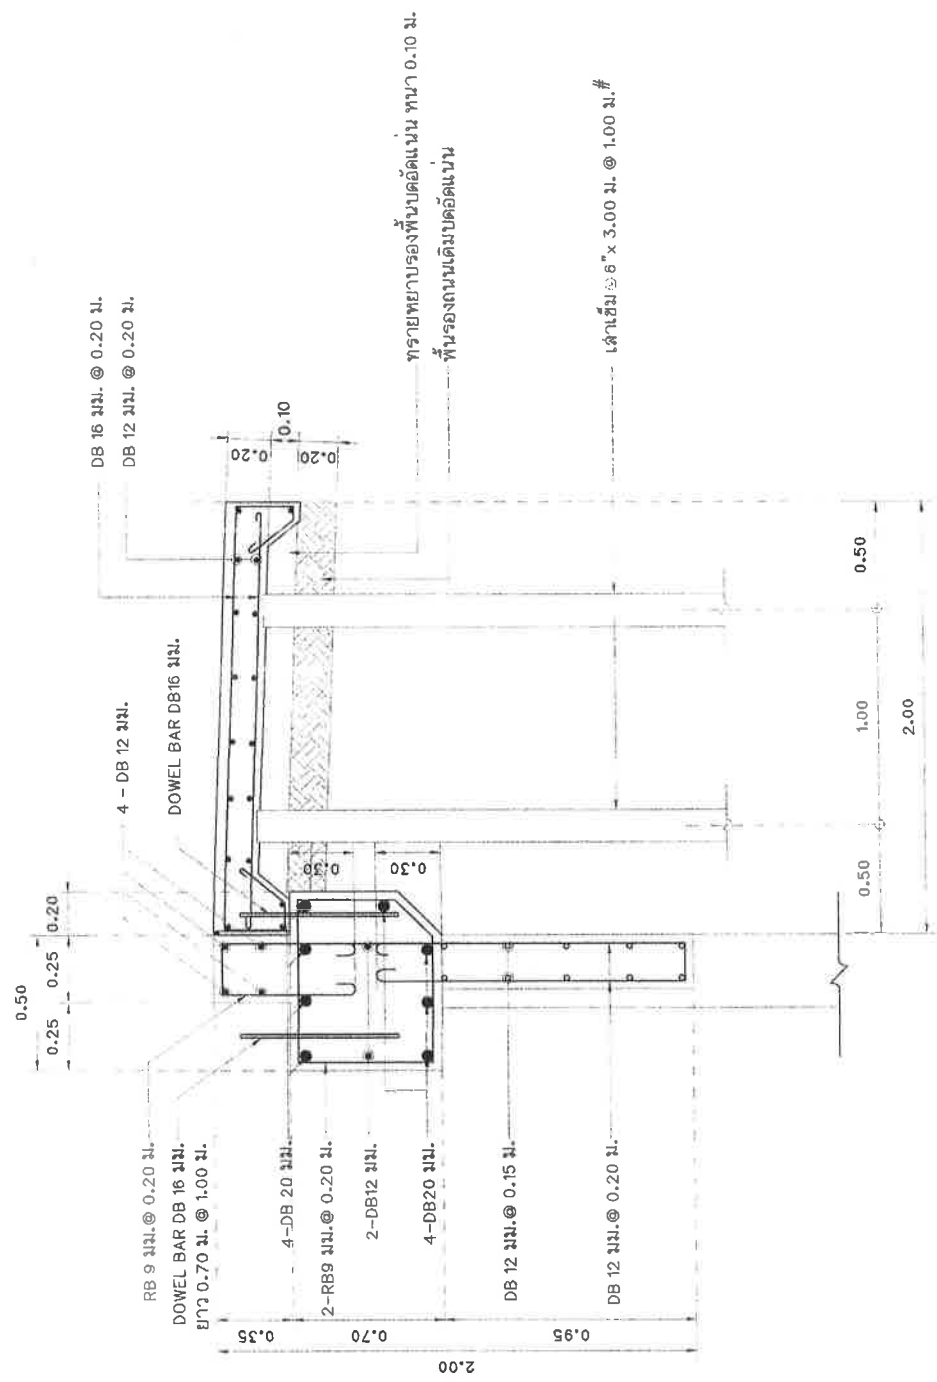 DB 16 มม. @ 0.20 ม.
DB 12 มม. @ 0.20 ม.
ทรายหยาบรองพื้นบดอัดแน่น หนา 0.10 ม.
พื้นรองถนนเดิมบดอัดแน่น
เสาเข็ม 6"x 3.00 ม. @ 1.00 ม.#
0.20
0.10
0.20
4 - DB 12 มม.
DOWEL BAR DB16 มม.
0.50
0.25
0.25
0.20
0.30
0.30
0.50
1.00
0.50
2.00
RB 9 มม.@ 0.20 ม.
DOWEL BAR DB 16 มม.
ยาว 0.70 ม. @ 1.00 ม.
4-DB 20 มม.
2-RB9 มม.@ 0.20 ม.
2-DB12 มม.
4-DB20 มม.
DB 12 มม.@ 0.15 ม.
DB 12 มม.@ 0.20 ม.
0.35
0.70
0.95
2.00